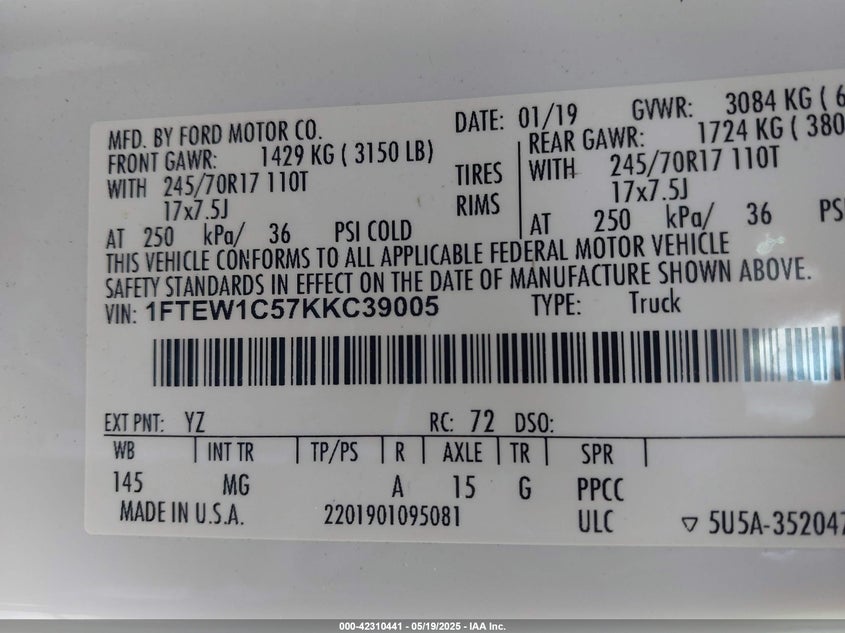 MFD. BY FORD MOTOR CO.
DATE: 01/19
GVWR: 3084 KG ( 6
FRONT GAWR: 1429 KG ( 3150 LB)
REAR GAWR: 1724 KG ( 380
WITH 245/70R17 110T
TIRES
WITH 245/70R17 110T
17x7.5J
RIMS
17x7.5J
AT 250 kPa/ 36 PSI COLD
AT 250 kPa/ 36 PS
THIS VEHICLE CONFORMS TO ALL APPLICABLE FEDERAL MOTOR VEHICLE
SAFETY STANDARDS IN EFFECT ON THE DATE OF MANUFACTURE SHOWN ABOVE.
VIN: 1FTEW1C57KKC39005
TYPE: Truck
EXT PNT: YZ
RC: 72 DSO:
WB INT TR TP/PS R AXLE TR SPR
145 MG A 15 G PPCC
MADE IN U.S.A. 2201901095081 ULC ▽ 5U5A-352047
000-42310441 - 05/19/2025 - IAA Inc.